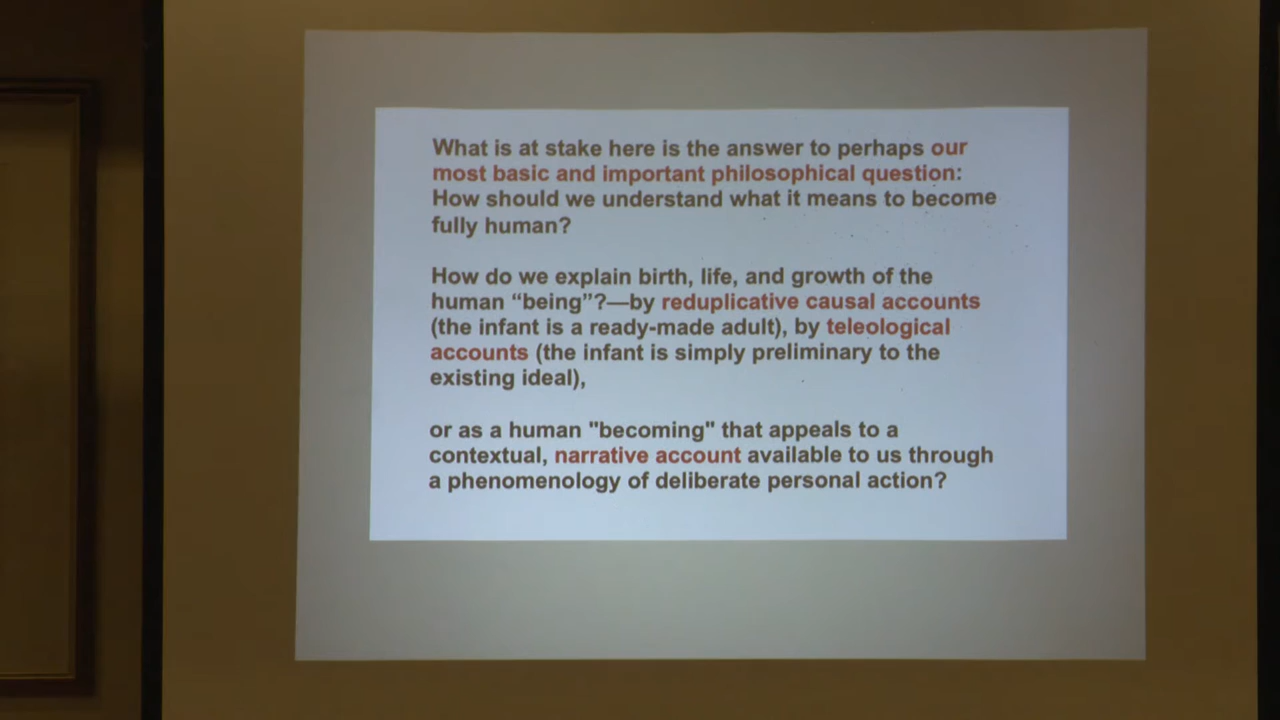 What is at stake here is the answer to perhaps our
most basic and important philosophical question:
How should we understand what it means to become
fully human?
How do we explain birth, life, and growth of the
human “being”?—by reduplicative causal accounts
(the infant is a ready-made adult), by teleological
accounts (the infant is simply preliminary to the
existing ideal),
or as a human "becoming" that appeals to a
contextual, narrative account available to us through
a phenomenology of deliberate personal action?